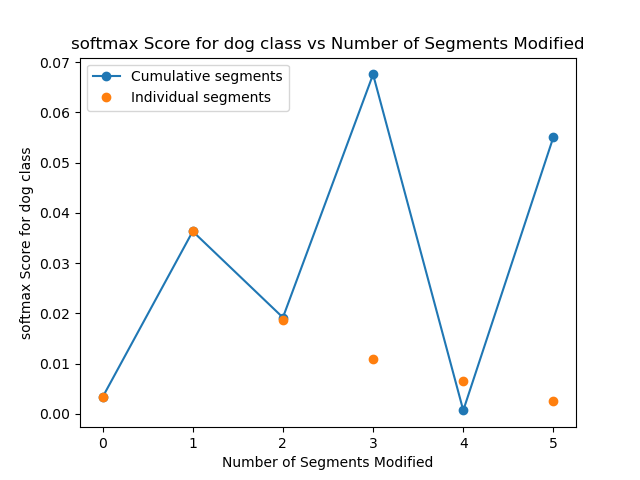 softmax Score for dog class vs Number of Segments Modified
Cumulative segments
Individual segments
softmax Score for dog class
0.07
0.06
0.05
0.04
0.03
0.02
0.01
0.00
0 1 2 3 4 5
Number of Segments Modified